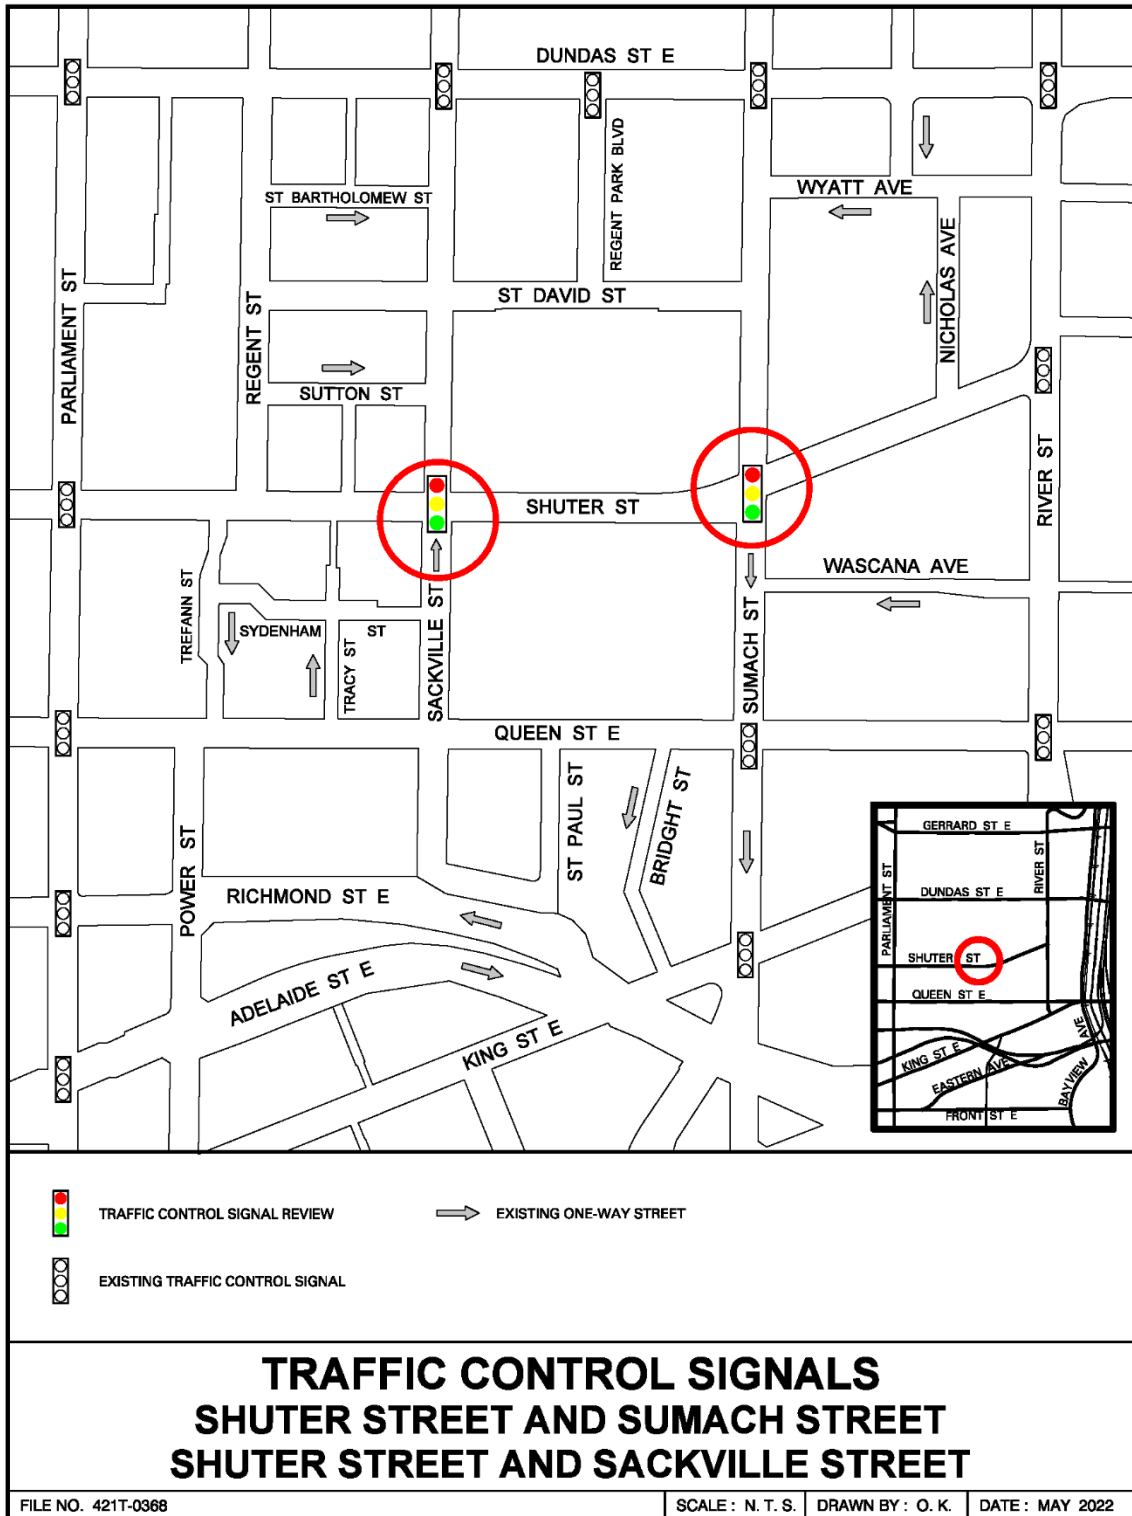 DUNDAS ST E
REGENT PARK BLVD
ST BARTHOLOMEW ST
WYATT AVE
NICHOLAS AVE
PARLIAMENT ST
REGENT ST
ST DAVID ST
SUTTON ST
SHUTER ST
RIVER ST
WASCANA AVE
TREFANN ST
SYDENHAM ST
TRACY ST
SACKVILLE ST
SUMACH ST
QUEEN ST E
POWER ST
ST PAUL ST
BRIDGHT ST
RICHMOND ST E
ADELAIDE ST E
KING ST E
GERRARD ST E
PARLIAMENT ST
RIVER ST
DUNDAS ST E
SHUTER ST
QUEEN ST E
KING ST E
EASTERN AVE
BAYVIEW AVE
FRONT ST E
TRAFFIC CONTROL SIGNAL REVIEW
EXISTING ONE-WAY STREET
EXISTING TRAFFIC CONTROL SIGNAL
TRAFFIC CONTROL SIGNALS
SHUTER STREET AND SUMACH STREET
SHUTER STREET AND SACKVILLE STREET
FILE NO. 421T-0368
SCALE : N. T. S.
DRAWN BY : O. K.
DATE : MAY 2022